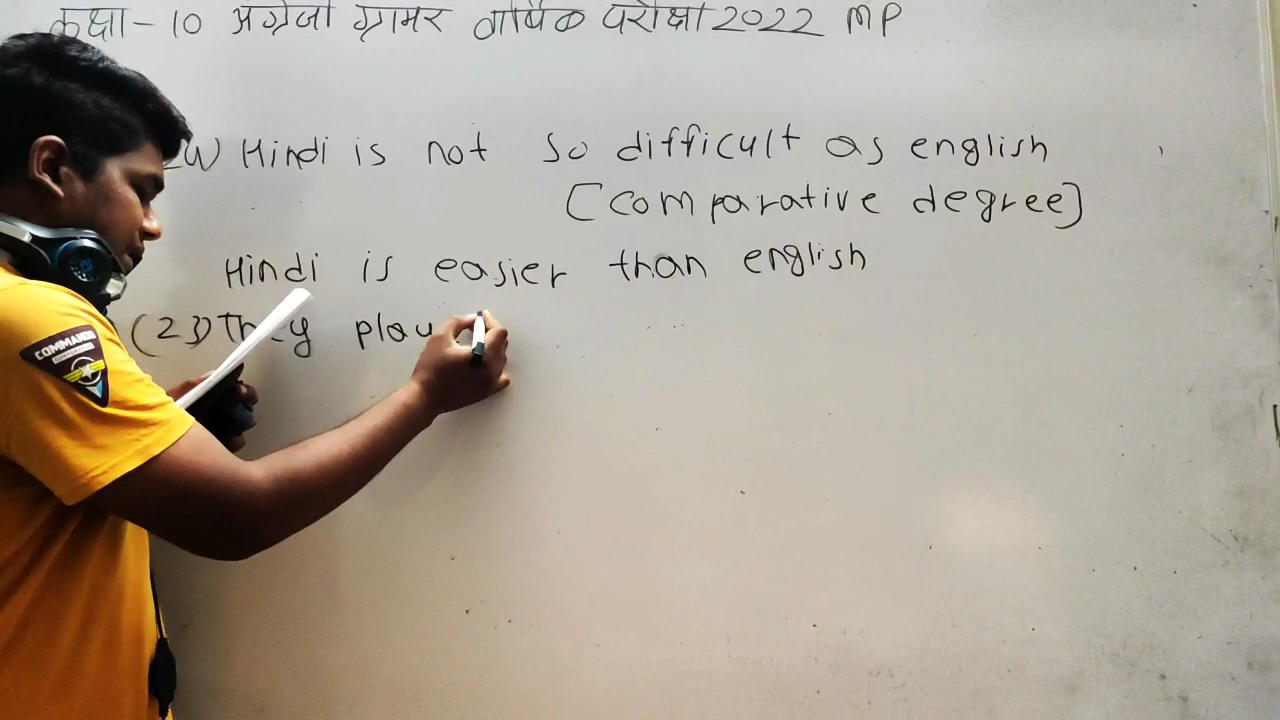 कक्षा - 10 अंग्रेजी ग्रामर वार्षिक परीक्षा 2022 MP
Hindi is not so difficult as english
[comparative degree]
Hindi is easier than english
(23) They play
COMMANDO